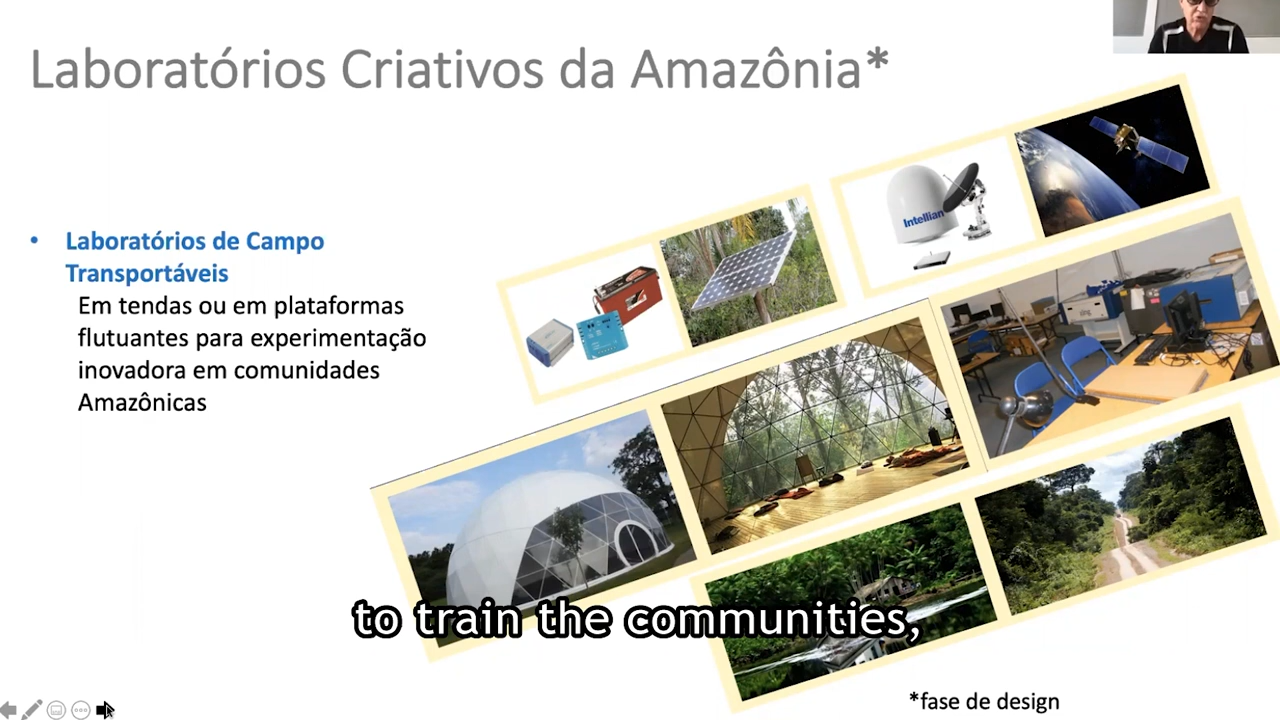 Laboratórios Criativos da Amazônia*
• Laboratórios de Campo
Transportáveis
Em tendas ou em plataformas
flutuantes para experimentação
inovadora em comunidades
Amazônicas
Intellian
to train the communities,
*fase de design